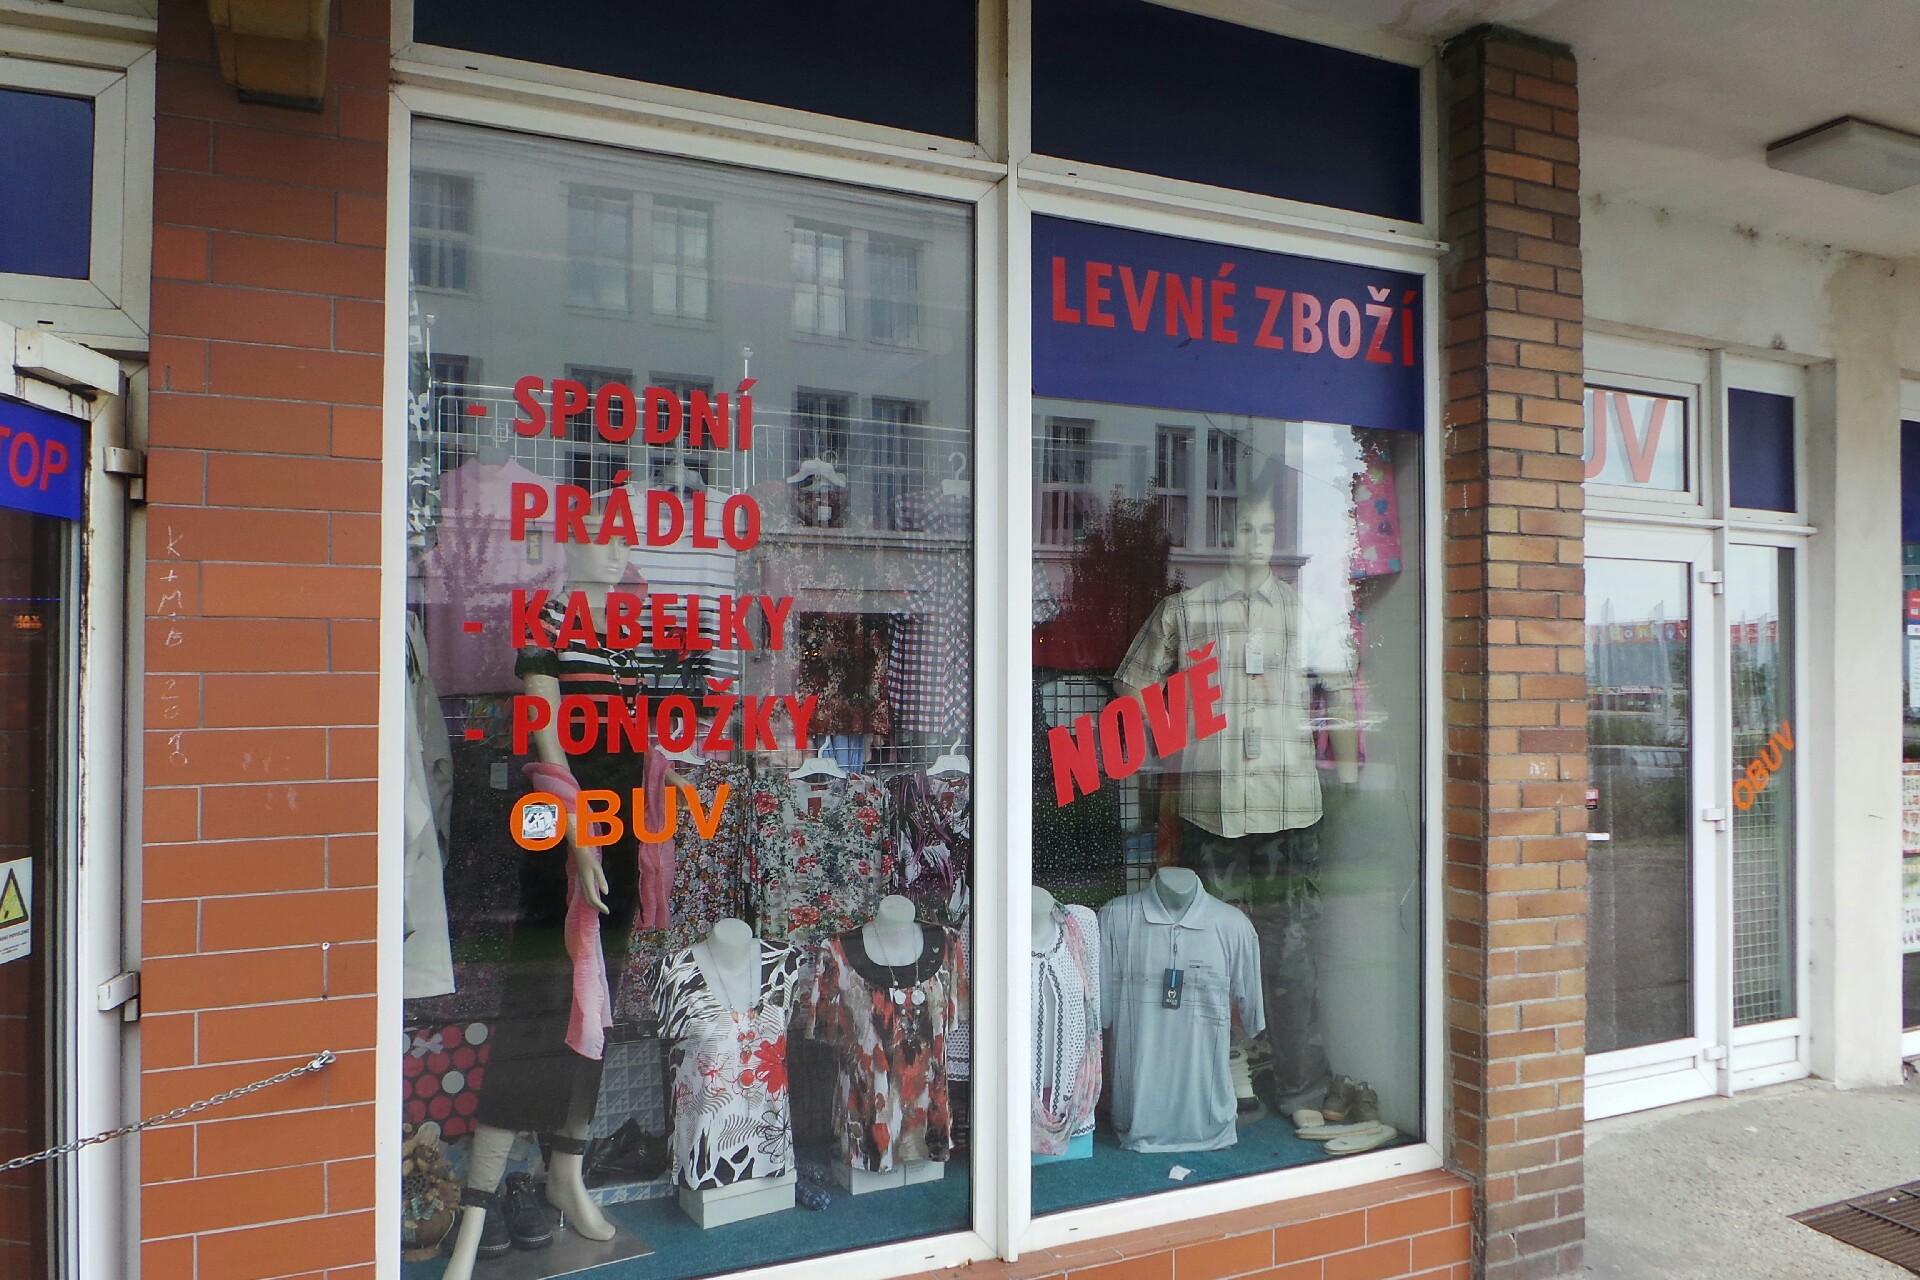 LEVNÉ ZBOŽÍ
- SPODNÍ
PRÁDLO
- KABELKY
- PONOŽKY
OBUV
NOVĚ
TOP
UV
OBUV
K
+
M